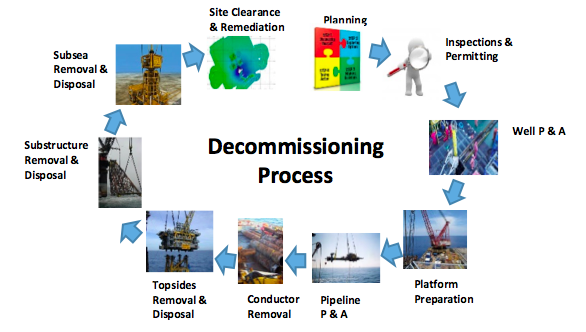 Site Clearance
& Remediation
Planning
Inspections &
Permitting
Well P & A
Platform
Preparation
Pipeline
P & A
Conductor
Removal
Topsides
Removal &
Disposal
Substructure
Removal &
Disposal
Subsea
Removal &
Disposal
Decommissioning
Process